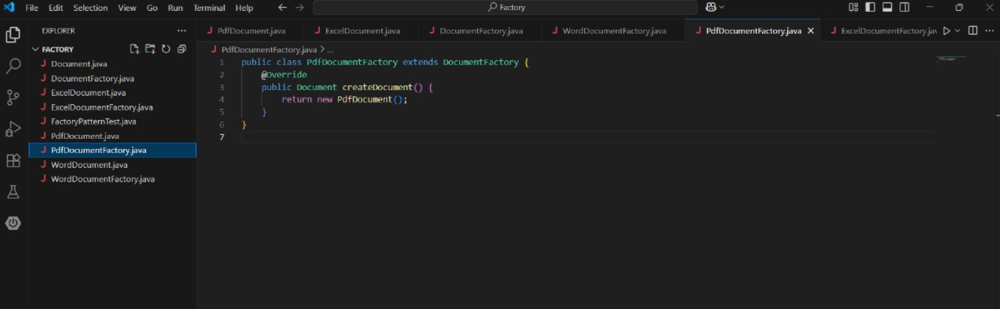 File Edit Selection View Go Run Terminal Help
Factory
EXPLORER
FACTORY
Document.java
DocumentFactory.java
ExcelDocument.java
ExcelDocumentFactory.java
FactoryPatternTest.java
PdfDocument.java
PdfDocumentFactory.java
WordDocument.java
WordDocumentFactory.java
PdfDocument.java ExcelDocument.java DocumentFactory.java WordDocumentFactory.java PdfDocumentFactory.java ExcelDocumentFactory.jav
PdfDocumentFactory.java > ...
1 public class PdfDocumentFactory extends DocumentFactory {
2 @Override
3 public Document createDocument() {
4 return new PdfDocument();
5 }
6 }
7